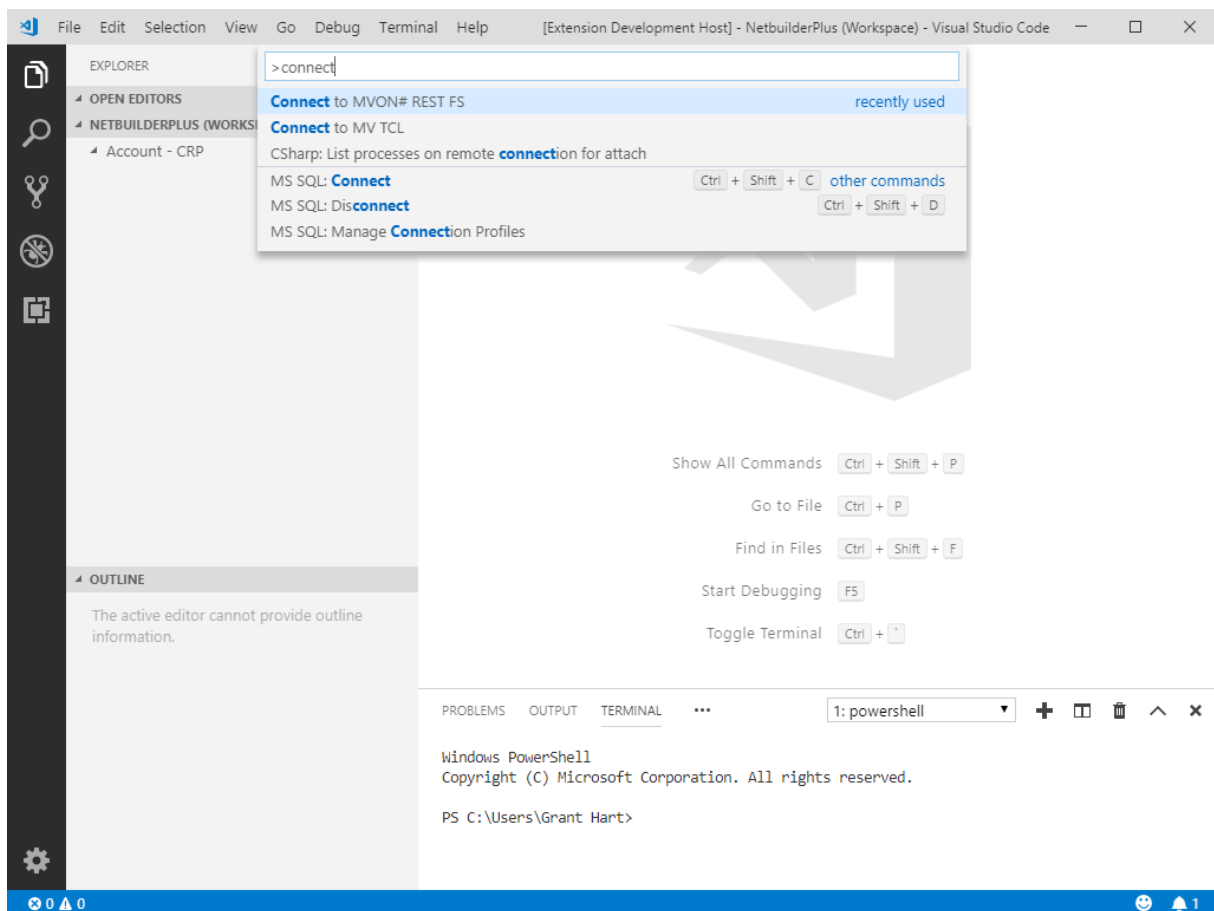 File Edit Selection View Go Debug Terminal Help [Extension Development Host] - NetbuilderPlus (Workspace) - Visual Studio Code
EXPLORER
OPEN EDITORS
NETBUILDERPLUS (WORKS
Account - CRP
>connect
Connect to MVON# REST FS recently used
Connect to MV TCL
CSharp: List processes on remote connection for attach
MS SQL: Connect Ctrl + Shift + C other commands
MS SQL: Disconnect Ctrl + Shift + D
MS SQL: Manage Connection Profiles
Show All Commands Ctrl + Shift + P
Go to File Ctrl + P
Find in Files Ctrl + Shift + F
Start Debugging F5
Toggle Terminal Ctrl + `
OUTLINE
The active editor cannot provide outline
information.
PROBLEMS OUTPUT TERMINAL ••• 1: powershell
Windows PowerShell
Copyright (C) Microsoft Corporation. All rights reserved.
PS C:\Users\Grant Hart>
0 0 1